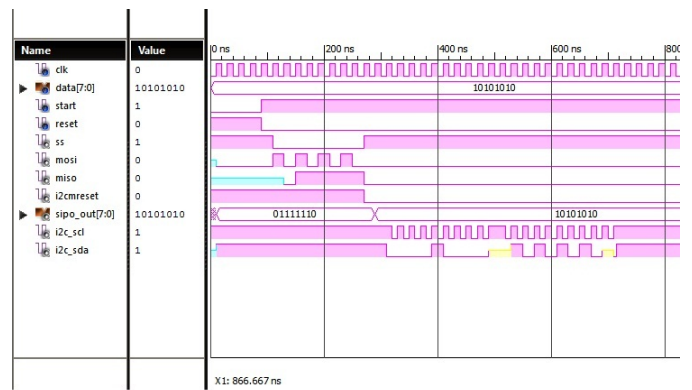 Name Value 0 ns 200 ns 400 ns 600 ns 800
clk 0
data[7:0] 10101010 10101010
start 1
reset 0
ss 1
mosi 0
miso 0
i2cmreset 0
sipo_out[7:0] 10101010 01111110 10101010
i2c_scl 1
i2c_sda 1
X1: 866.667 ns